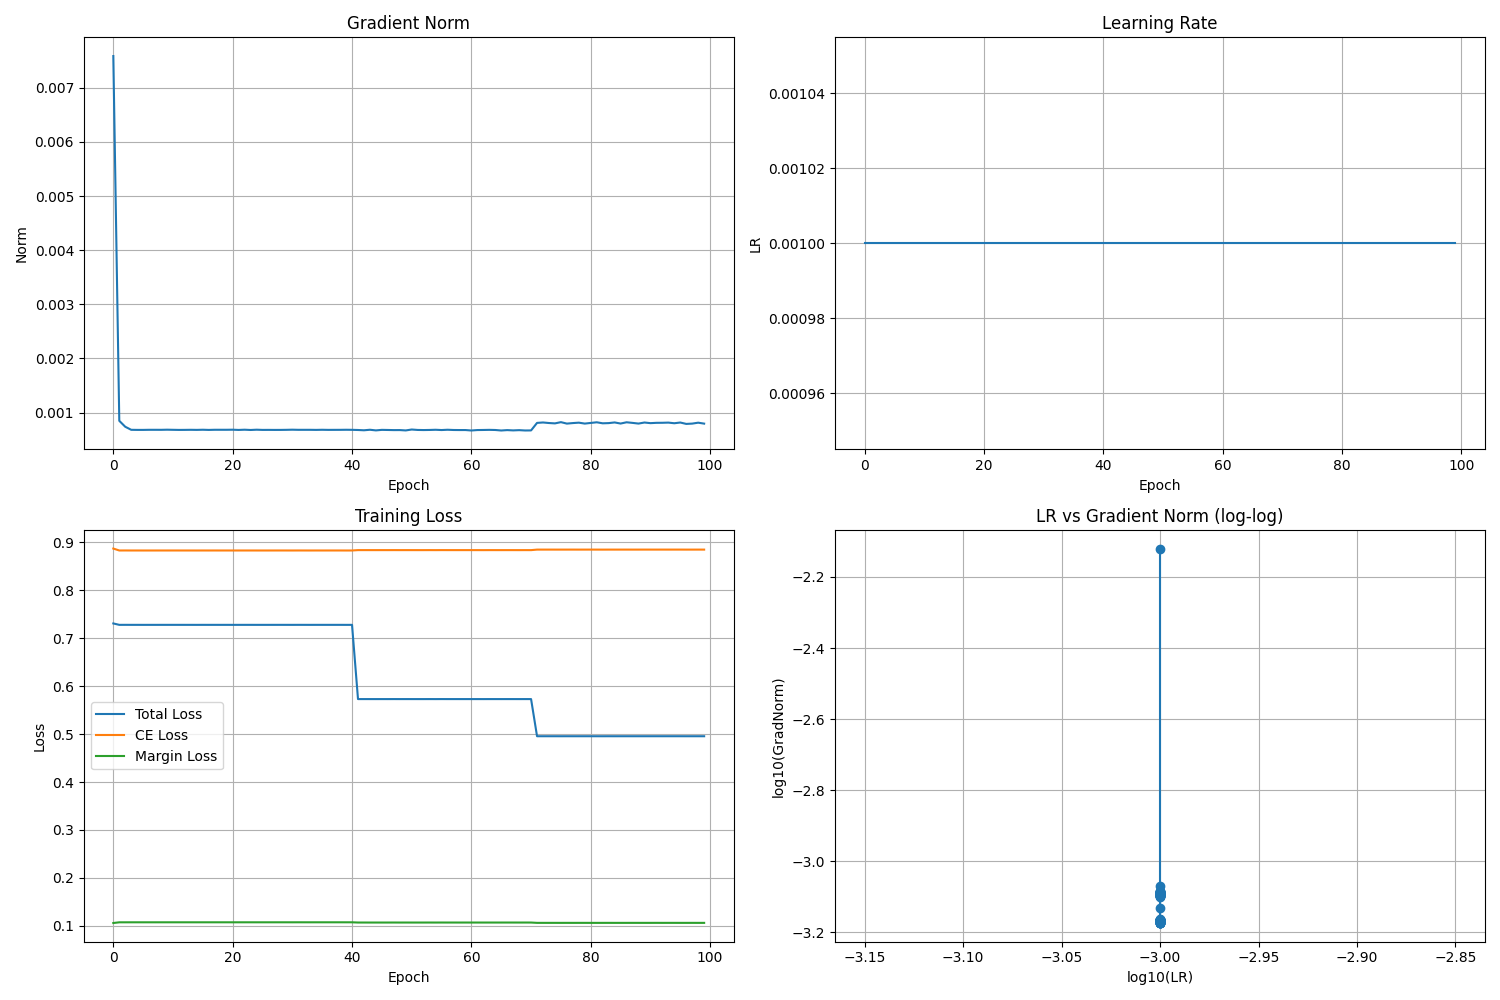 Gradient Norm
Norm
0.007
0.006
0.005
0.004
0.003
0.002
0.001
0 20 40 60 80 100
Epoch
Learning Rate
LR
0.00104
0.00102
0.00100
0.00098
0.00096
0 20 40 60 80 100
Epoch
Training Loss
Loss
0.9
0.8
0.7
0.6
0.5
0.4
0.3
0.2
0.1
Total Loss
CE Loss
Margin Loss
0 20 40 60 80 100
Epoch
LR vs Gradient Norm (log-log)
log10(GradNorm)
−2.2
−2.4
−2.6
−2.8
−3.0
−3.2
−3.15 −3.10 −3.05 −3.00 −2.95 −2.90 −2.85
log10(LR)